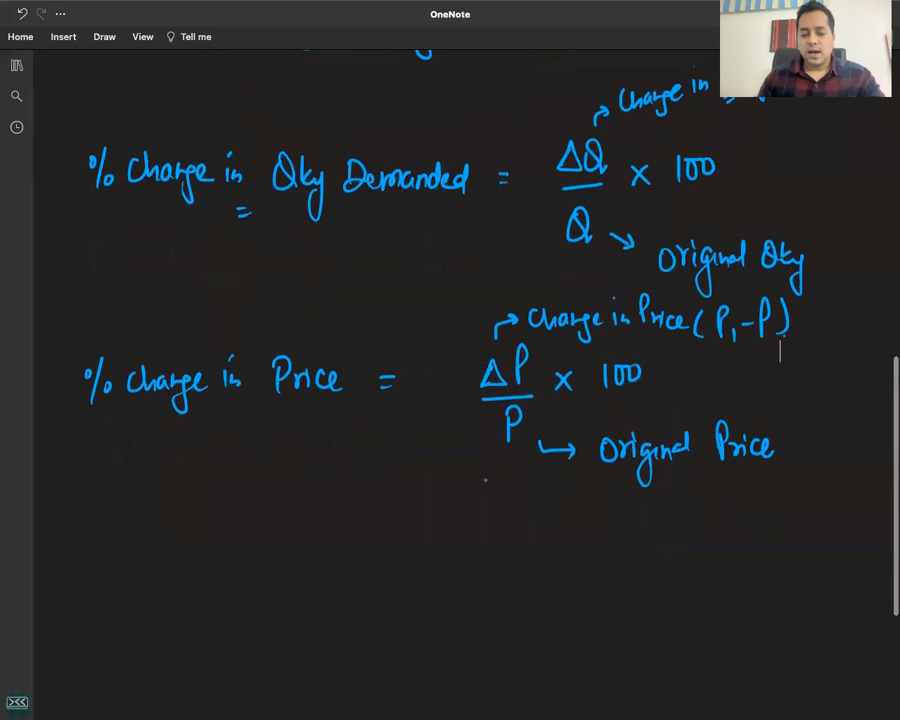 OneNote
Home Insert Draw View Tell me
Change in
% Change in Qty Demanded = ΔQ/Q × 100
Original Qty
Change in Price (P₁-P)
% Change in Price = ΔP/P × 100
Original Price